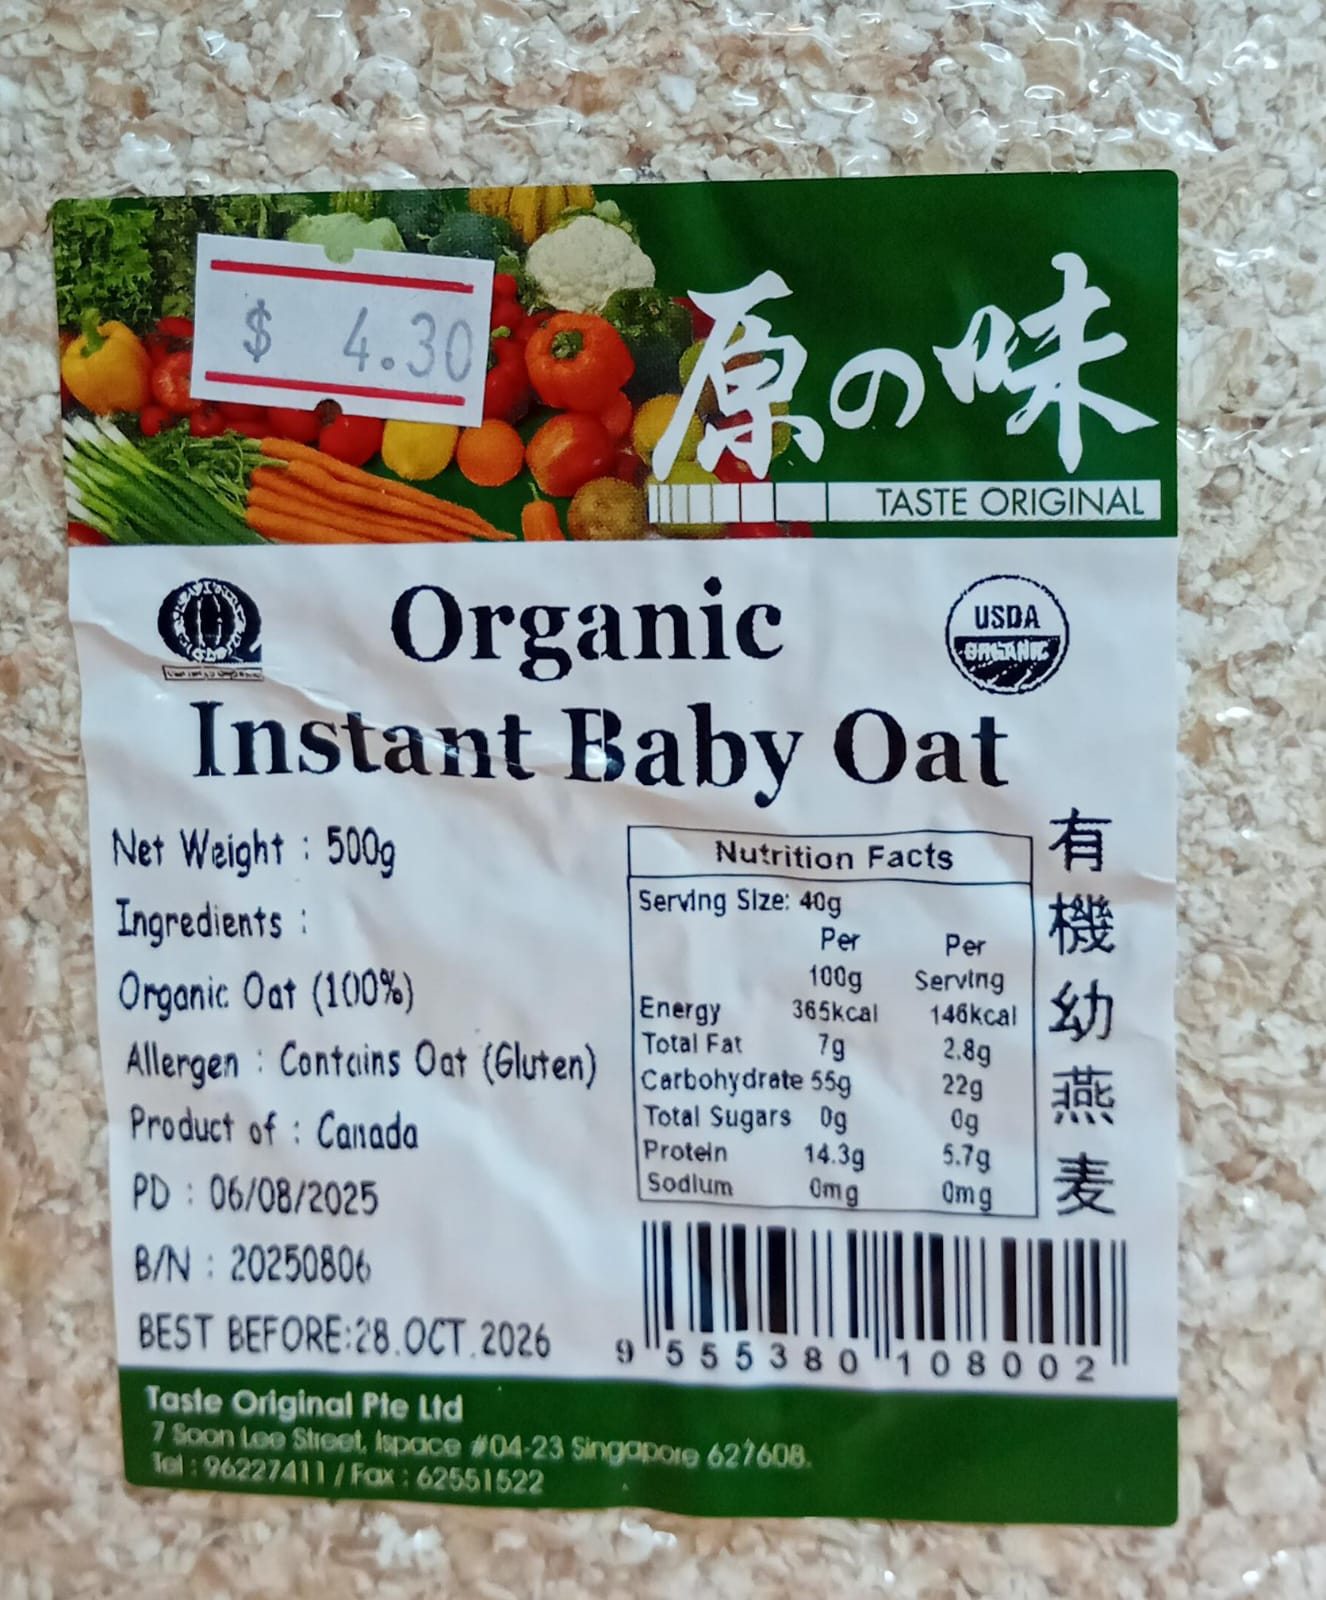 $ 4.30
原の味
TASTE ORIGINAL
USDA
ORGANIC
Organic
Instant Baby Oat
有機幼燕麦
Net Weight : 500g
Ingredients :
Organic Oat (100%)
Allergen : Contains Oat (Gluten)
Product of : Canada
PD : 06/08/2025
B/N : 20250806
BEST BEFORE:28.OCT.2026
Nutrition Facts
Serving Size: 40g
Per 100g Per Serving
Energy 365kcal 146kcal
Total Fat 7g 2.8g
Carbohydrate 55g 22g
Total Sugars 0g 0g
Protein 14.3g 5.7g
Sodium 0mg 0mg
9 555380 108002
Taste Original Pte Ltd
7 Soon Lee Street, Ispace #04-23 Singapore 627608.
Tel : 96227411 / Fax : 62551522